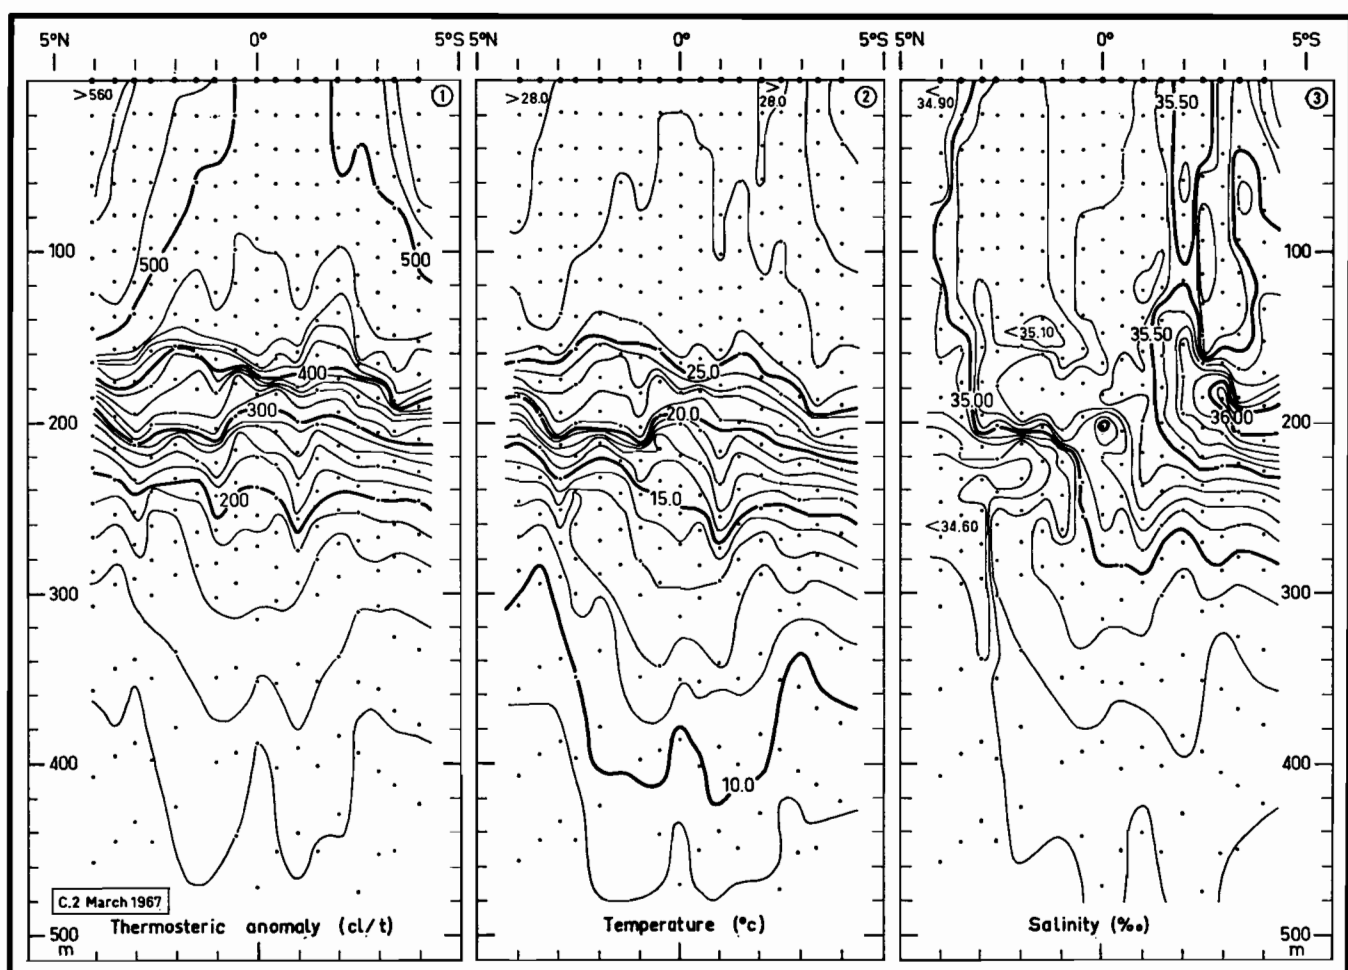 5°N 0° 5°S 5°N 0° 5°S 5°N 0° 5°S
>560 ① >28.0 > 28.0 ② < 34.90 35.50 ③
100 500 500 100
<35.10 35.50
400 25.0
35.00
200 300 20.0 36.00 200
200 15.0
<34.60
300 300
400 10.0 400
C.2 March 1967
Thermosteric anomaly (cl/t) Temperature (°c) Salinity (‰)
500 500
m m